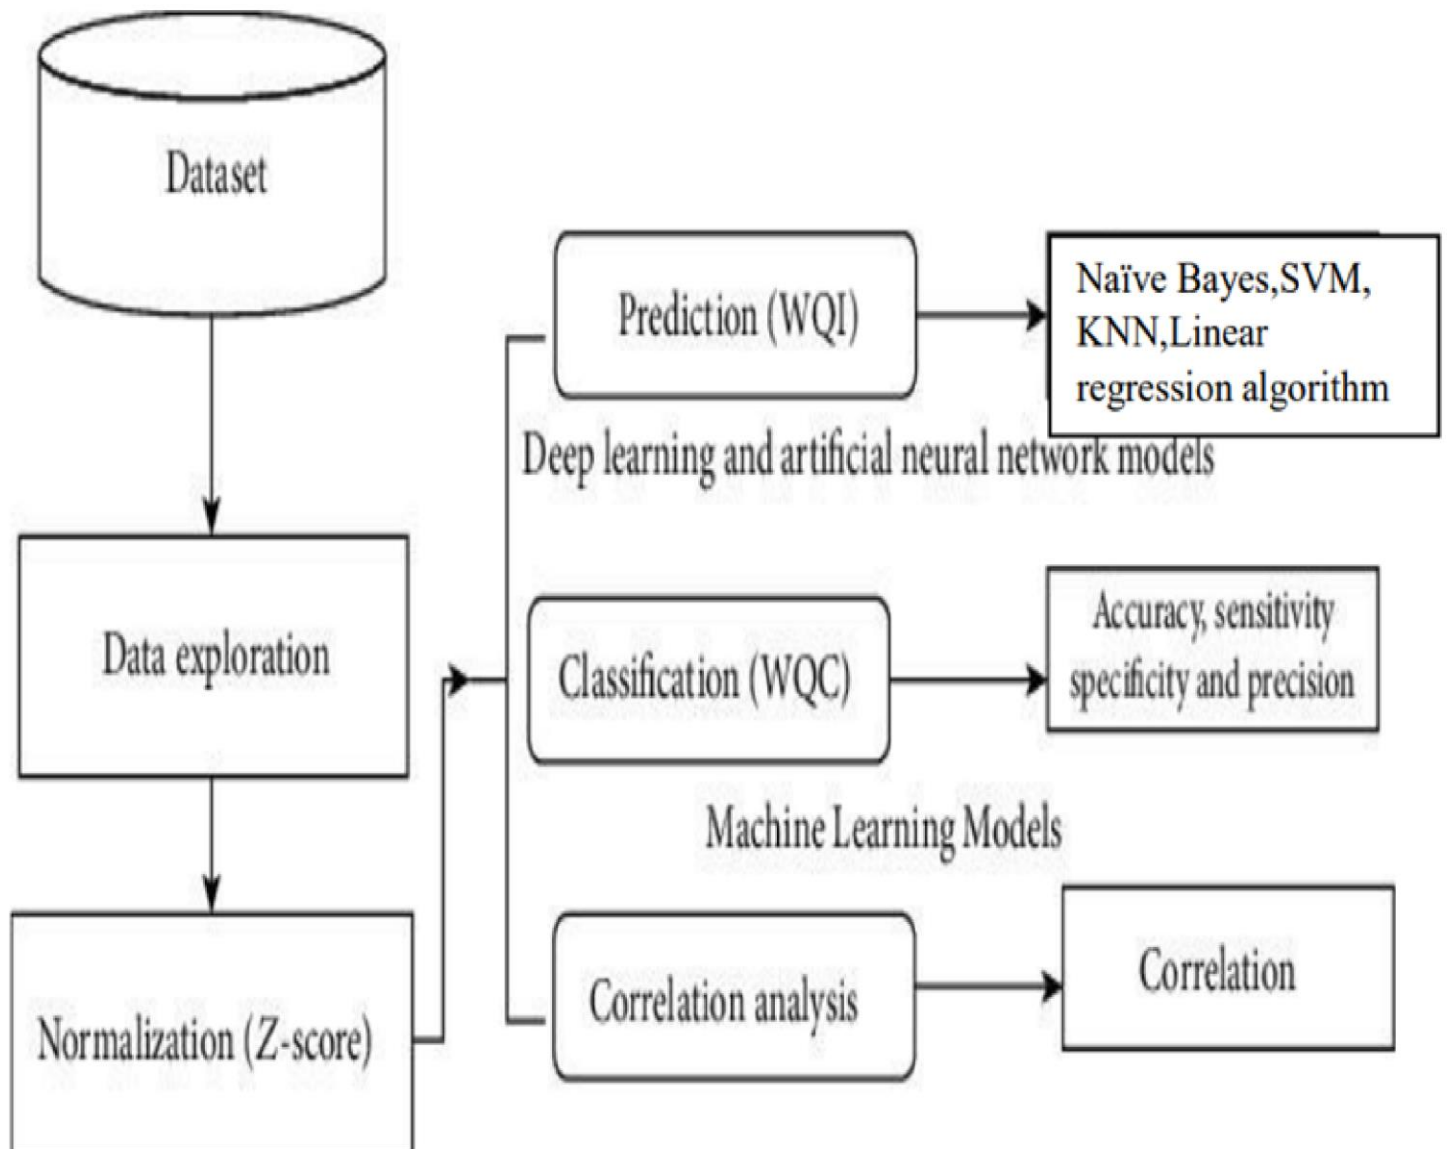 Dataset
Data exploration
Normalization (Z-score)
Prediction (WQI)
Naïve Bayes,SVM,
KNN,Linear
regression algorithm
Deep learning and artificial neural network models
Classification (WQC)
Accuracy, sensitivity
specificity and precision
Machine Learning Models
Correlation analysis
Correlation